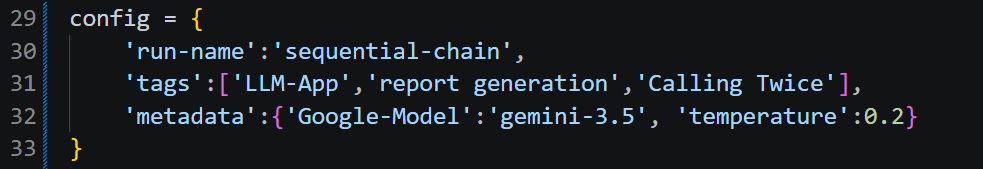 29 config = {
30     'run-name':'sequential-chain',
31     'tags':['LLM-App','report generation','Calling Twice'],
32     'metadata':{'Google-Model':'gemini-3.5', 'temperature':0.2}
33 }